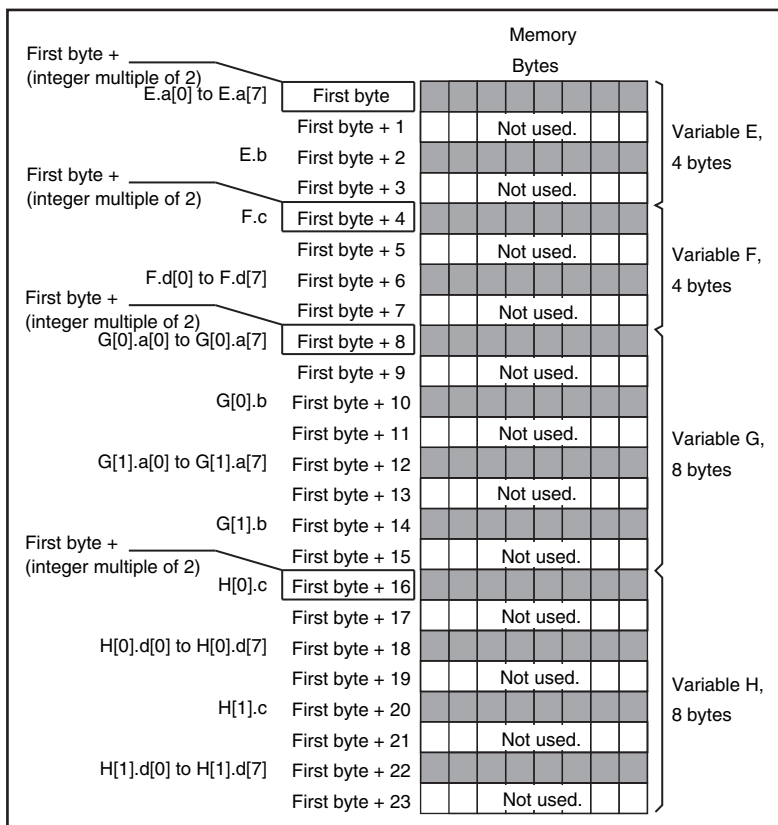 Memory
Bytes
First byte +
(integer multiple of 2)
E.a[0] to E.a[7] First byte
First byte + 1 Not used.
E.b First byte + 2
First byte + 3 Not used.
Variable E,
4 bytes
First byte +
(integer multiple of 2)
F.c First byte + 4
First byte + 5 Not used.
F.d[0] to F.d[7] First byte + 6
First byte + 7 Not used.
Variable F,
4 bytes
First byte +
(integer multiple of 2)
G[0].a[0] to G[0].a[7] First byte + 8
First byte + 9 Not used.
G[0].b First byte + 10
First byte + 11 Not used.
G[1].a[0] to G[1].a[7] First byte + 12
First byte + 13 Not used.
G[1].b First byte + 14
First byte + 15 Not used.
Variable G,
8 bytes
First byte +
(integer multiple of 2)
H[0].c First byte + 16
First byte + 17 Not used.
H[0].d[0] to H[0].d[7] First byte + 18
First byte + 19 Not used.
H[1].c First byte + 20
First byte + 21 Not used.
H[1].d[0] to H[1].d[7] First byte + 22
First byte + 23 Not used.
Variable H,
8 bytes